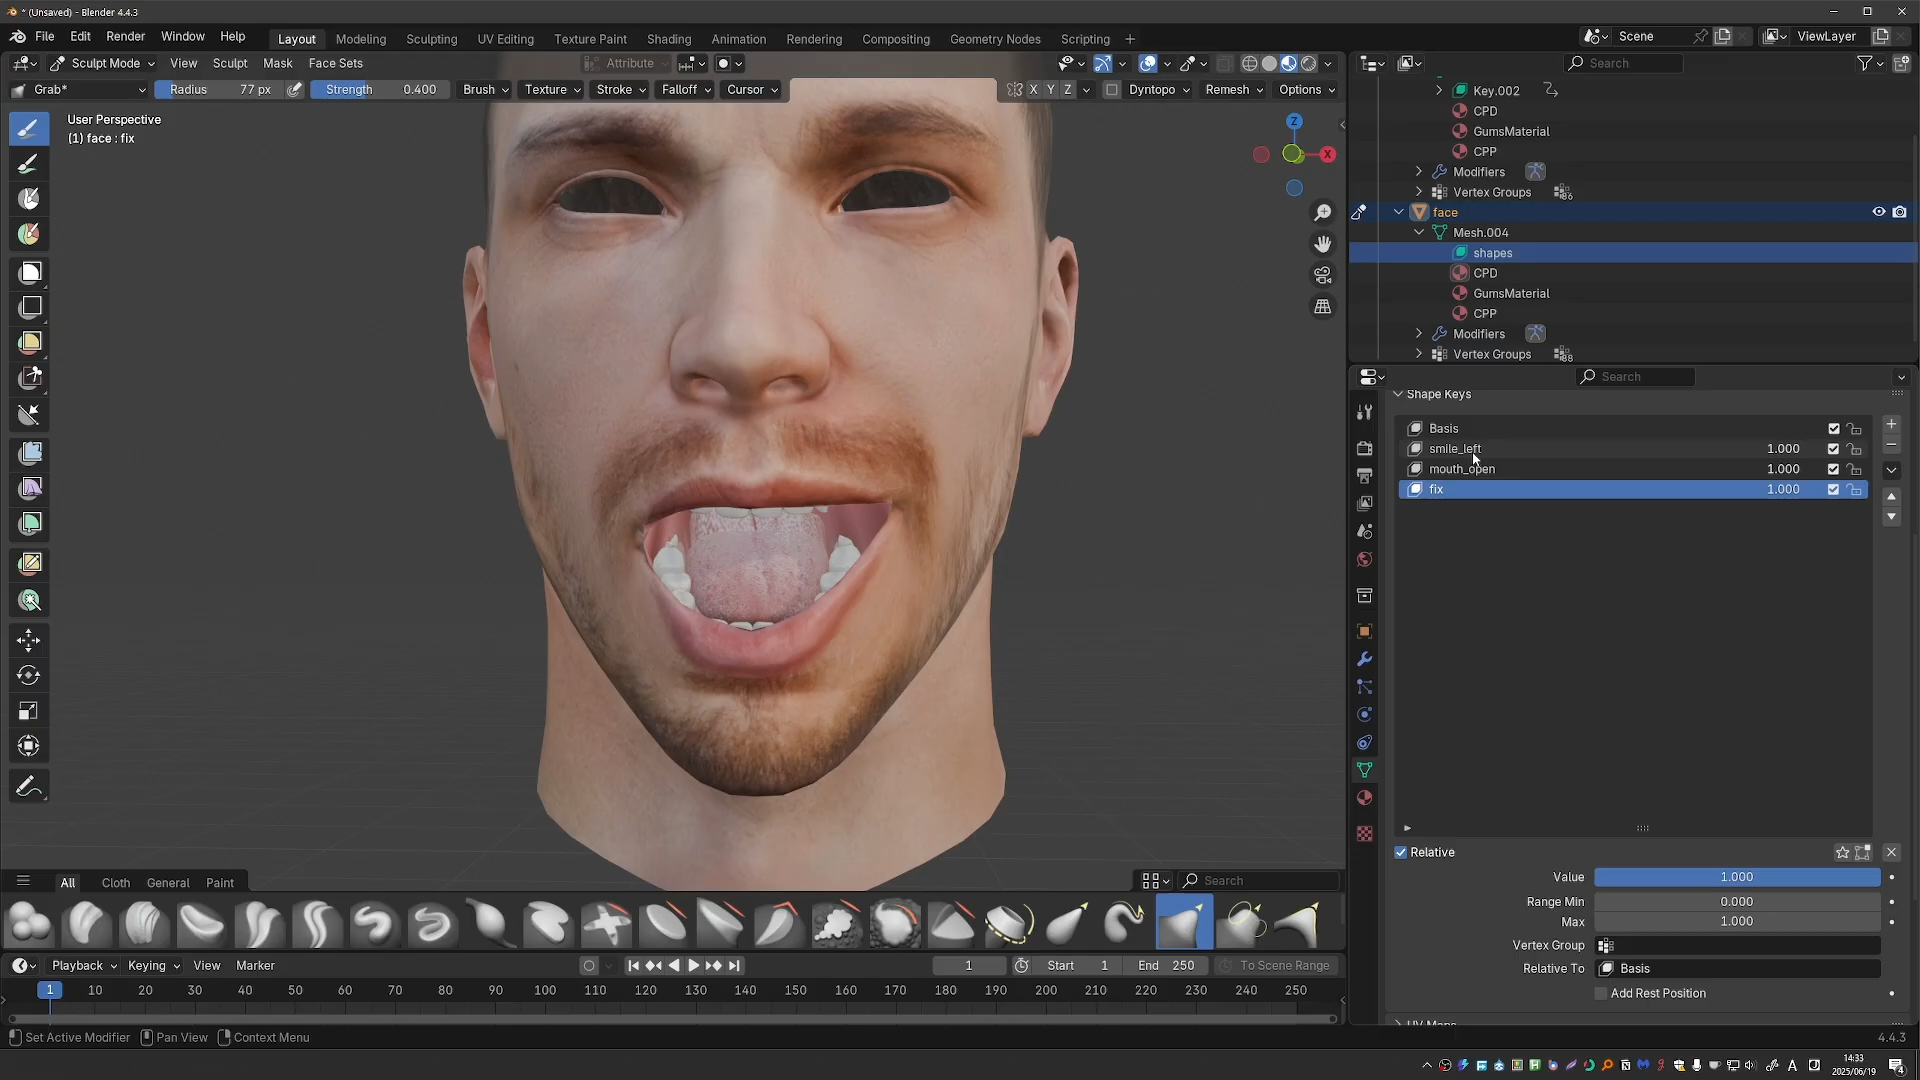 * (Unsaved) - Blender 4.4.3
File Edit Render Window Help
Layout Modeling Sculpting UV Editing Texture Paint Shading Animation Rendering Compositing Geometry Nodes Scripting +
Scene
ViewLayer
Sculpt Mode View Sculpt Mask Face Sets
Attribute
Search
Grab* Radius 77 px Strength 0.400 Brush Texture Stroke Falloff Cursor
X Y Z Dyntopo Remesh Options
User Perspective
(1) face : fix
Z
X
Key.002
CPD
GumsMaterial
CPP
Modifiers
Vertex Groups 86
face
Mesh.004
shapes
CPD
GumsMaterial
CPP
Modifiers
Vertex Groups 88
Search
Shape Keys
Basis
smile_left 1.000
mouth_open 1.000
fix 1.000
Relative
Value 1.000
Range Min 0.000
Max 1.000
Vertex Group
Relative To Basis
Add Rest Position
All Cloth General Paint
Search
Playback Keying View Marker
1 Start 1 End 250 To Scene Range
1 10 20 30 40 50 60 70 80 90 100 110 120 130 140 150 160 170 180 190 200 210 220 230 240 250
Set Active Modifier Pan View Context Menu
4.4.3
A
14:33
2025/06/19
4